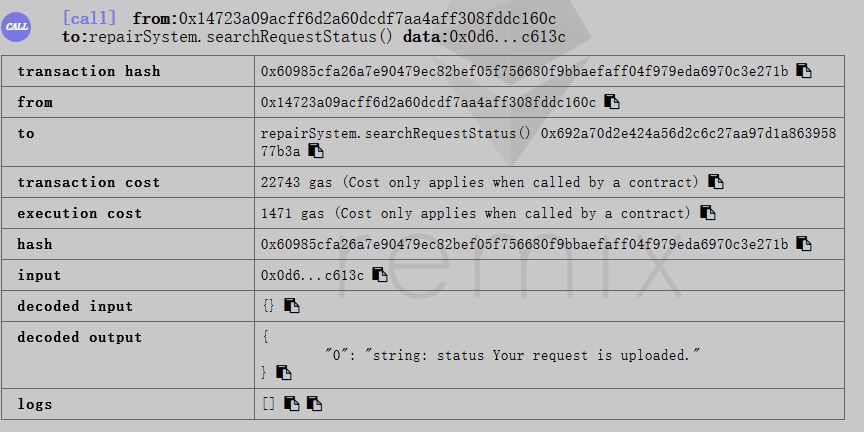 CALL
[call] from:0x14723a09acff6d2a60dcdf7aa4aff308fddc160c
to:repairSystem.searchRequestStatus() data:0x0d6...c613c
transaction hash 0x60985cfa26a7e90479ec82bef05f756680f9bbaefaff04f979eda6970c3e271b
from 0x14723a09acff6d2a60dcdf7aa4aff308fddc160c
to repairSystem.searchRequestStatus() 0x692a70d2e424a56d2c6c27aa97d1a863958
77b3a
transaction cost 22743 gas (Cost only applies when called by a contract)
execution cost 1471 gas (Cost only applies when called by a contract)
hash 0x60985cfa26a7e90479ec82bef05f756680f9bbaefaff04f979eda6970c3e271b
input 0x0d6...c613c
decoded input {}
decoded output {
"0": "string: status Your request is uploaded."
}
logs []
remix